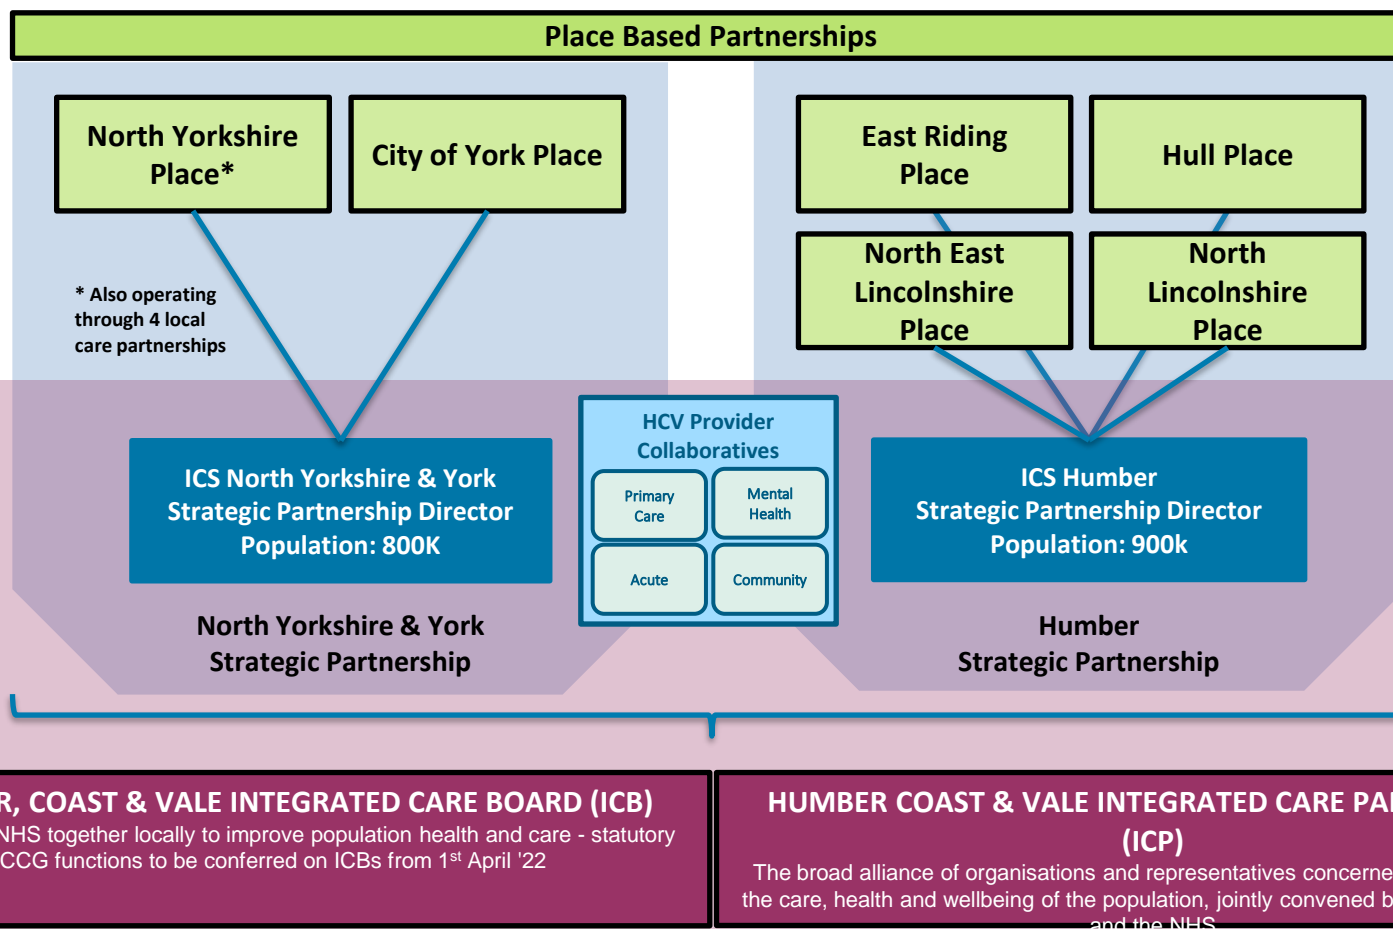 Place Based Partnerships
North Yorkshire
Place*
City of York Place
East Riding
Place
Hull Place
North East
Lincolnshire
Place
North
Lincolnshire
Place
* Also operating
through 4 local
care partnerships
HCV Provider
Collaboratives
Primary
Care
Mental
Health
Acute
Community
ICS North Yorkshire & York
Strategic Partnership Director
Population: 800K
ICS Humber
Strategic Partnership Director
Population: 900k
North Yorkshire & York
Strategic Partnership
Humber
Strategic Partnership
R, COAST & VALE INTEGRATED CARE BOARD (ICB)
NHS together locally to improve population health and care - statutory
CCG functions to be conferred on ICBs from 1st April '22
HUMBER COAST & VALE INTEGRATED CARE PA
(ICP)
The broad alliance of organisations and representatives concerne
the care, health and wellbeing of the population, jointly convened b
and the NHS